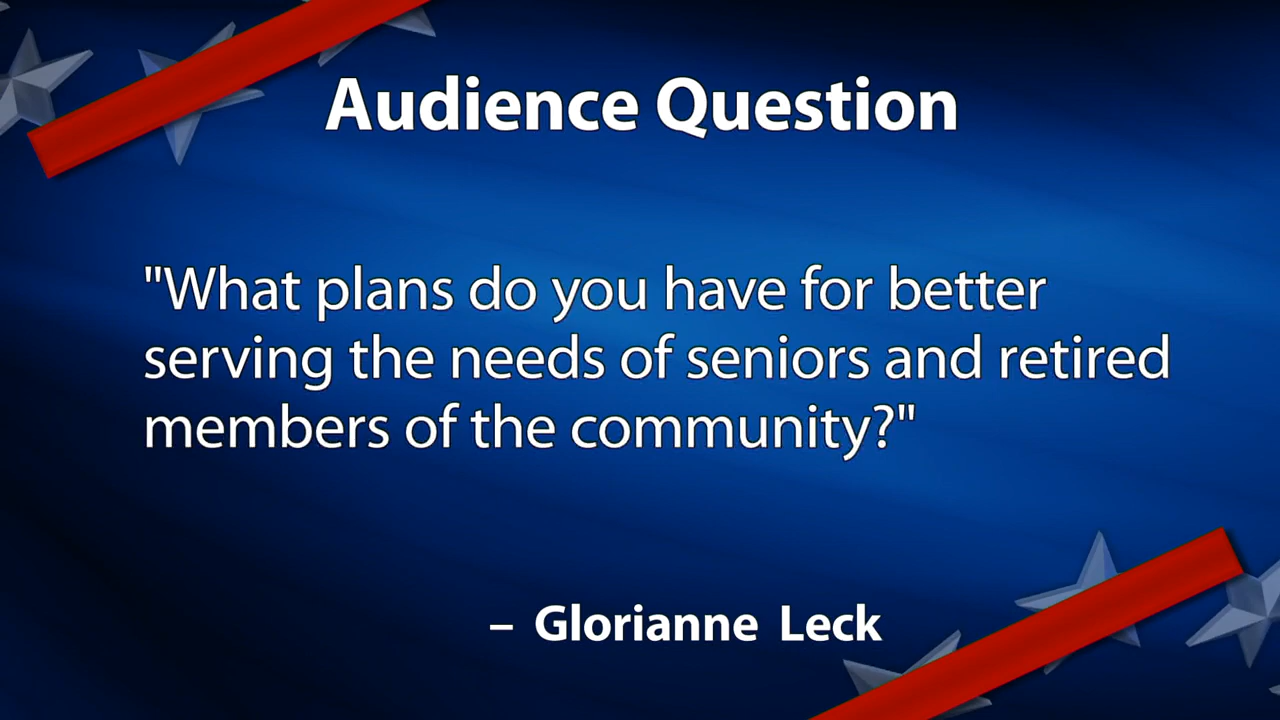 Audience Question
"What plans do you have for better
serving the needs of seniors and retired
members of the community?"
– Glorianne Leck